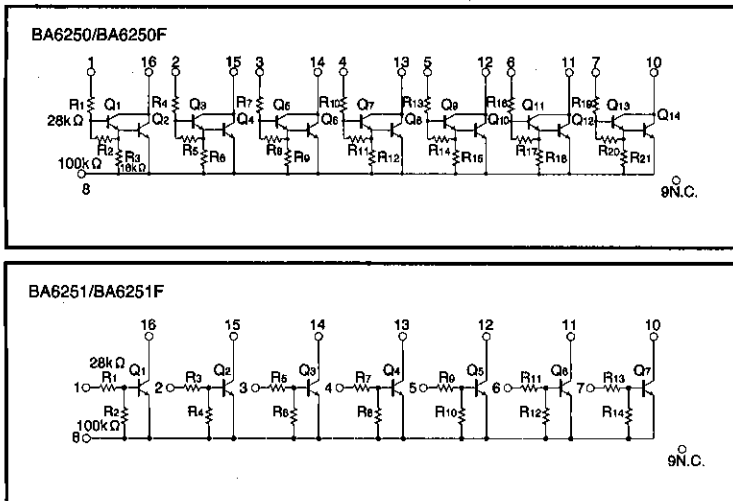 BA6250/BA6250F
1 16 2 15 3 14 4 13 5 12 6 11 7 10
R1 Q1 R4 Q3 R7 Q5 R10 Q7 R13 Q9 R16 Q11 R19 Q13
28kΩ Q2 Q4 Q6 Q8 Q10 Q12 Q14
R2 R5 R8 R11 R14 R17 R20
R3 R6 R9 R12 R15 R18 R21
100kΩ 18kΩ
8 9N.C.
BA6251/BA6251F
16 15 14 13 12 11 10
28kΩ Q1 Q2 Q3 Q4 Q5 Q6 Q7
R1 R3 R5 R7 R9 R11 R13
1 2 3 4 5 6 7
R2 R4 R6 R8 R10 R12 R14
100kΩ
8
9N.C.